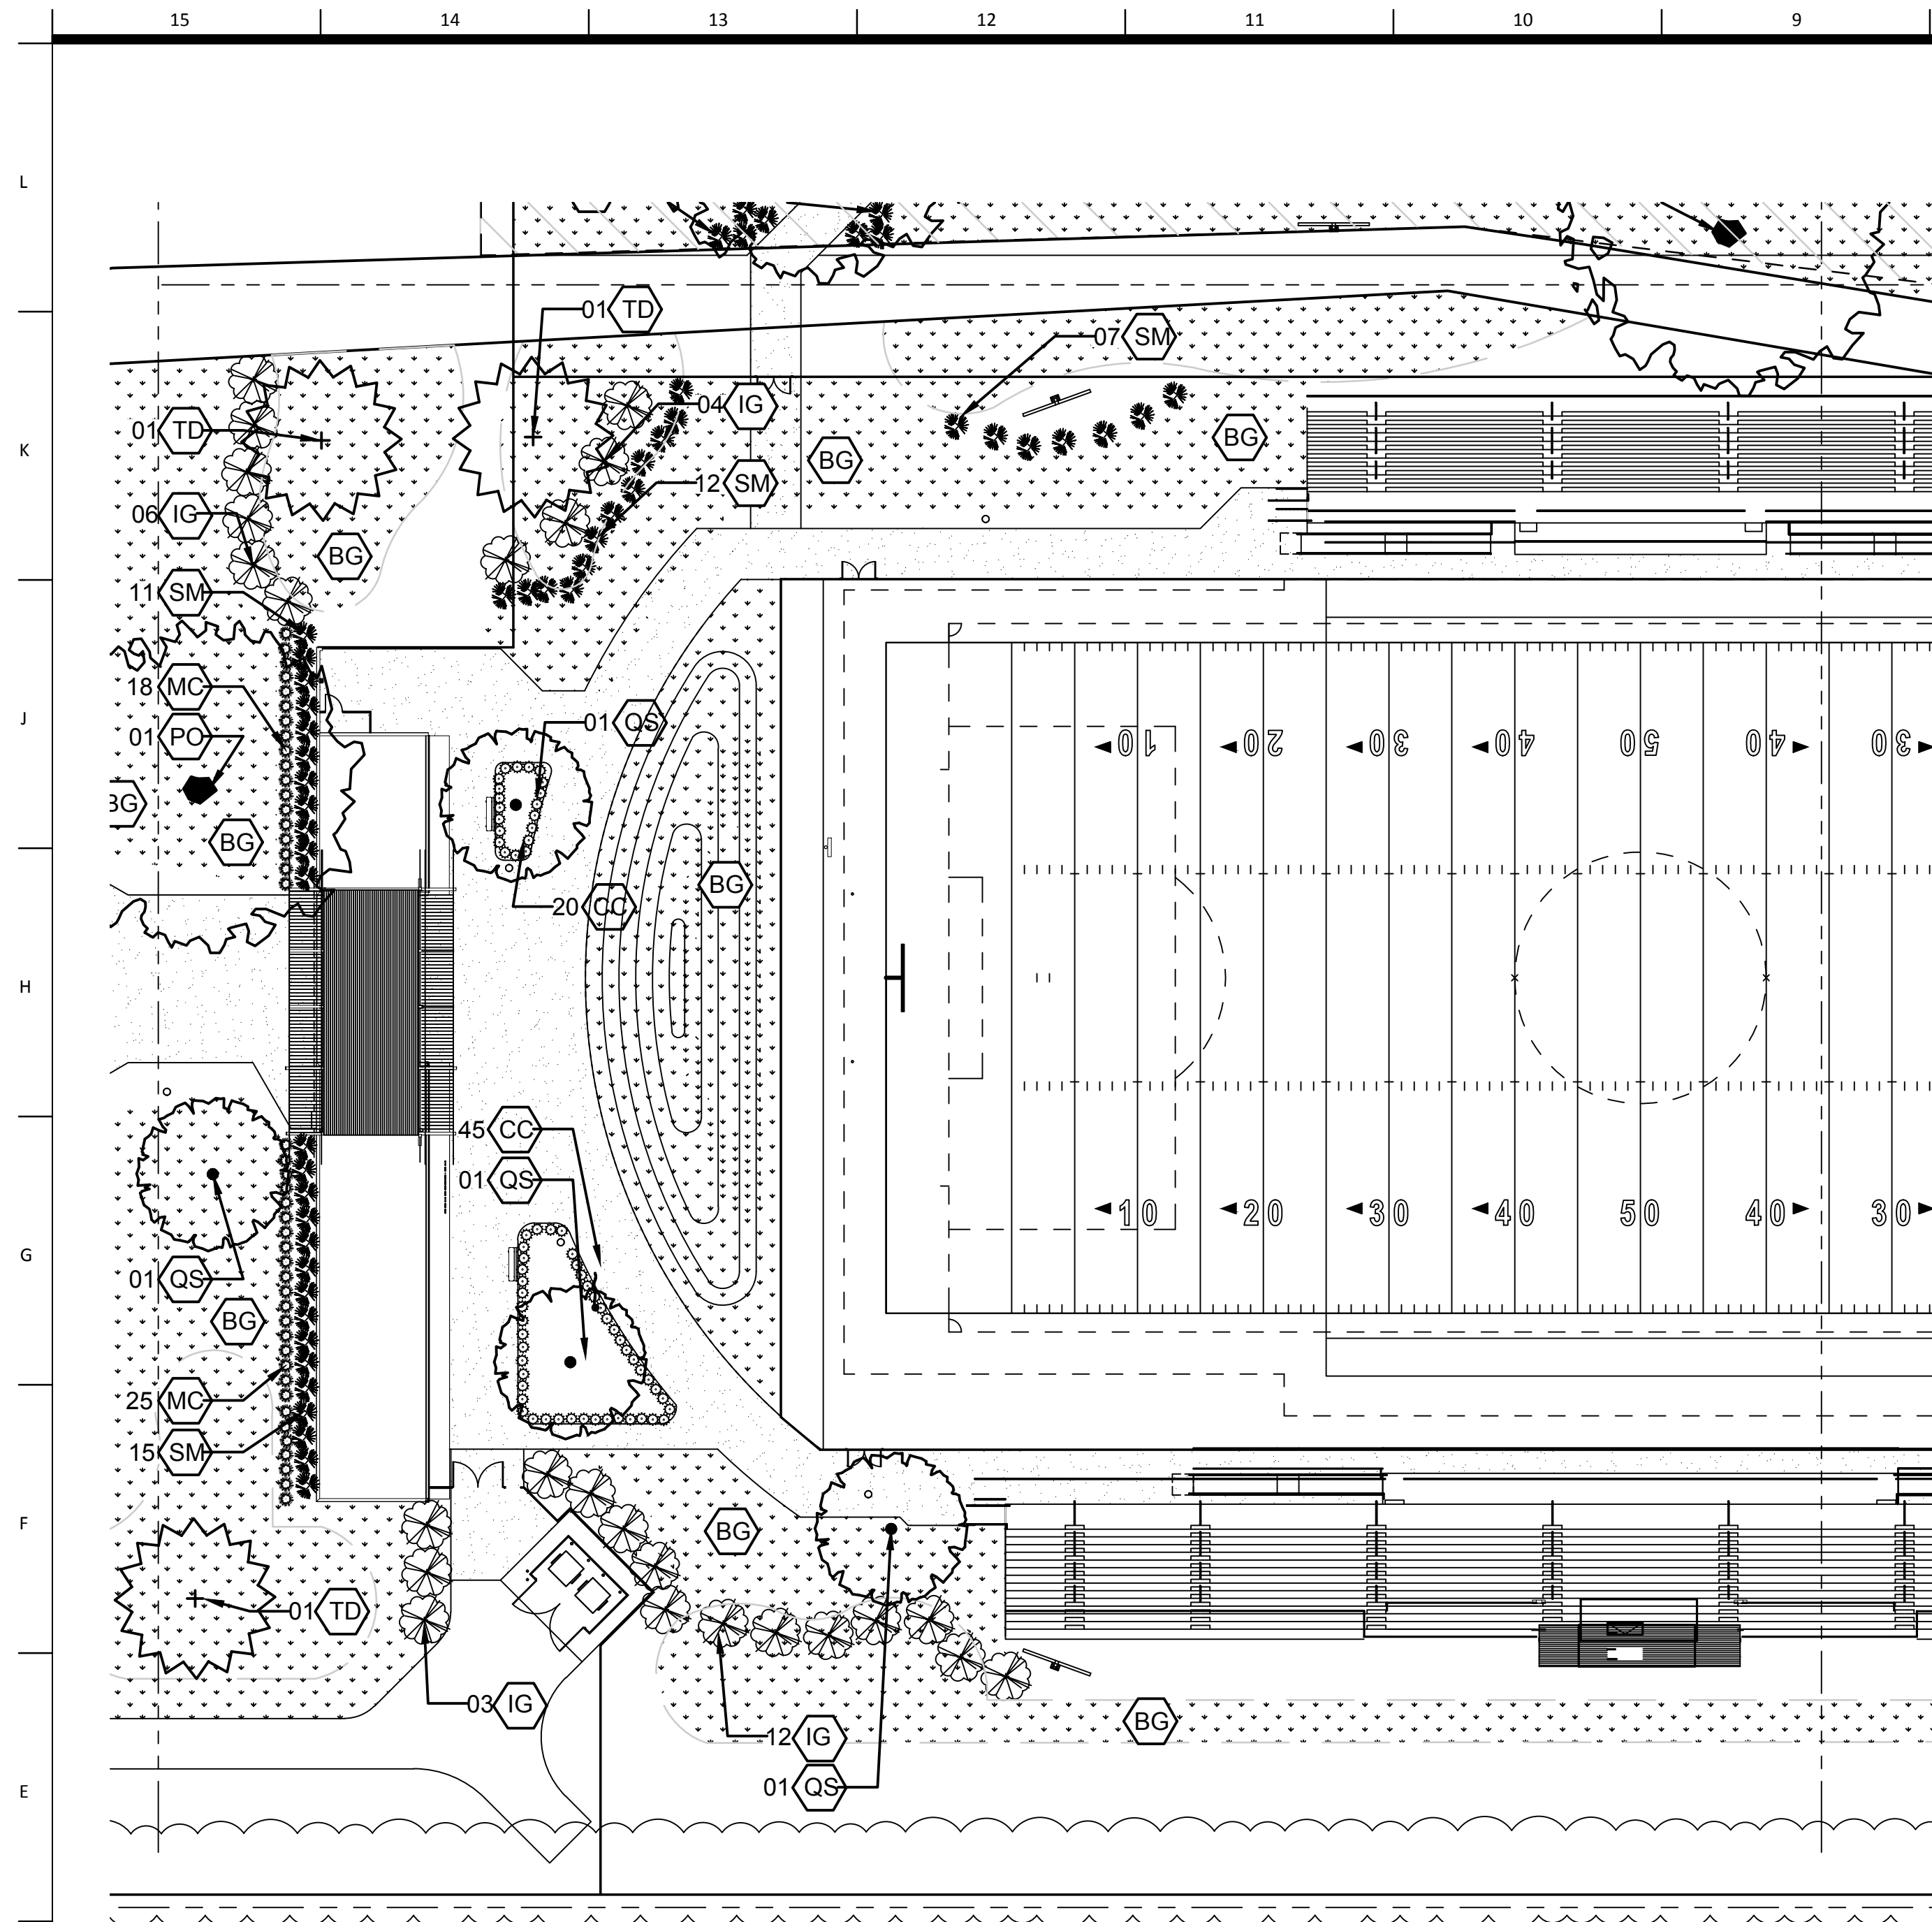 15 14 13 12 11 10 9
L
01 TD
07 SM
04 IG
01 TD
BG
BG
K
12 SM
06 IG
BG
11 SM
18 MC
01 QS
J
01 PO
10 20 30 40 50 40 30
BG
BG
BG
20 CC
H
45 CC
01 QS
10 20 30 40 50 40 30
G
01 QS
BG
25 MC
15 SM
F
BG
01 TD
03 IG
BG
12 IG
01 QS
E